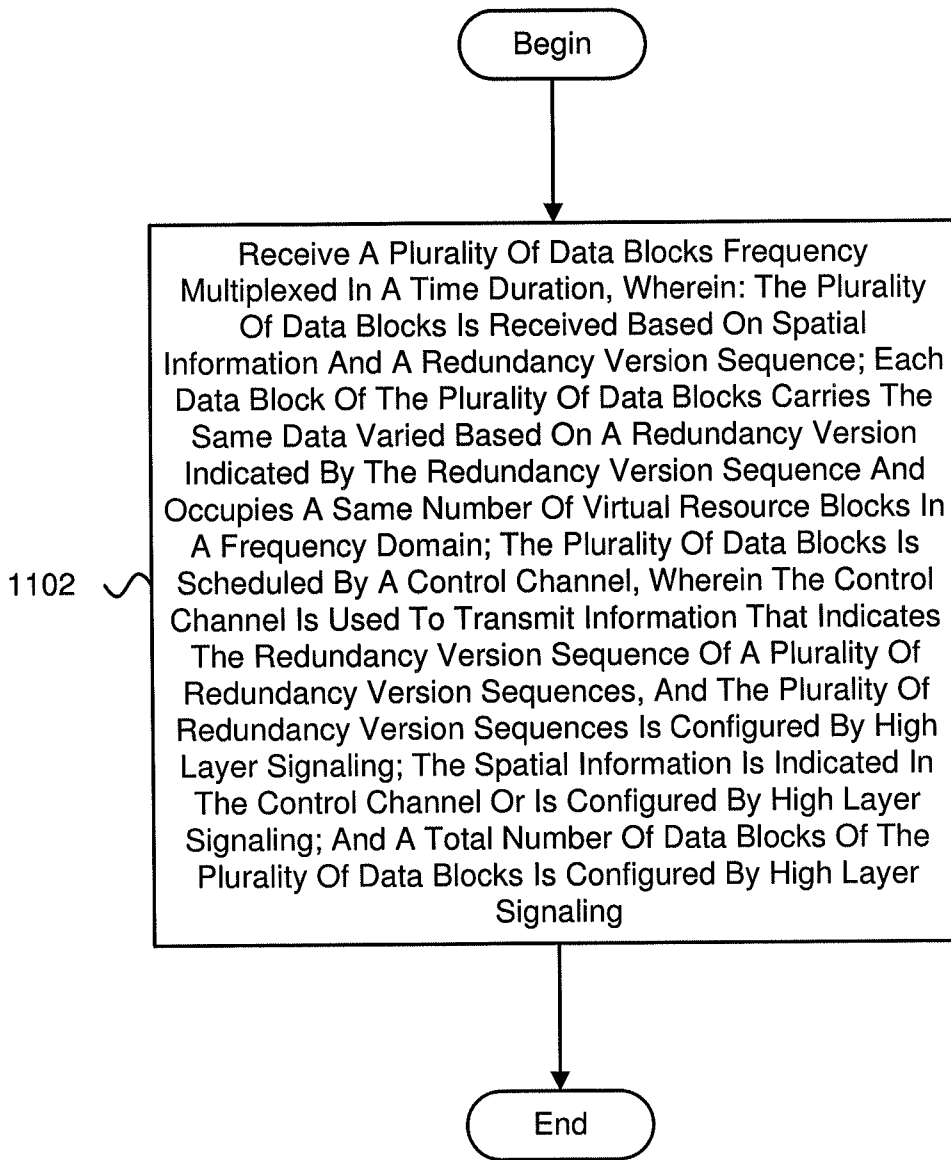 Begin
Receive A Plurality Of Data Blocks Frequency
Multiplexed In A Time Duration, Wherein: The Plurality
Of Data Blocks Is Received Based On Spatial
Information And A Redundancy Version Sequence; Each
Data Block Of The Plurality Of Data Blocks Carries The
Same Data Varied Based On A Redundancy Version
Indicated By The Redundancy Version Sequence And
Occupies A Same Number Of Virtual Resource Blocks In
A Frequency Domain; The Plurality Of Data Blocks Is
Scheduled By A Control Channel, Wherein The Control
Channel Is Used To Transmit Information That Indicates
The Redundancy Version Sequence Of A Plurality Of
Redundancy Version Sequences, And The Plurality Of
Redundancy Version Sequences Is Configured By High
Layer Signaling; The Spatial Information Is Indicated In
The Control Channel Or Is Configured By High Layer
Signaling; And A Total Number Of Data Blocks Of The
Plurality Of Data Blocks Is Configured By High Layer
Signaling
1102
End